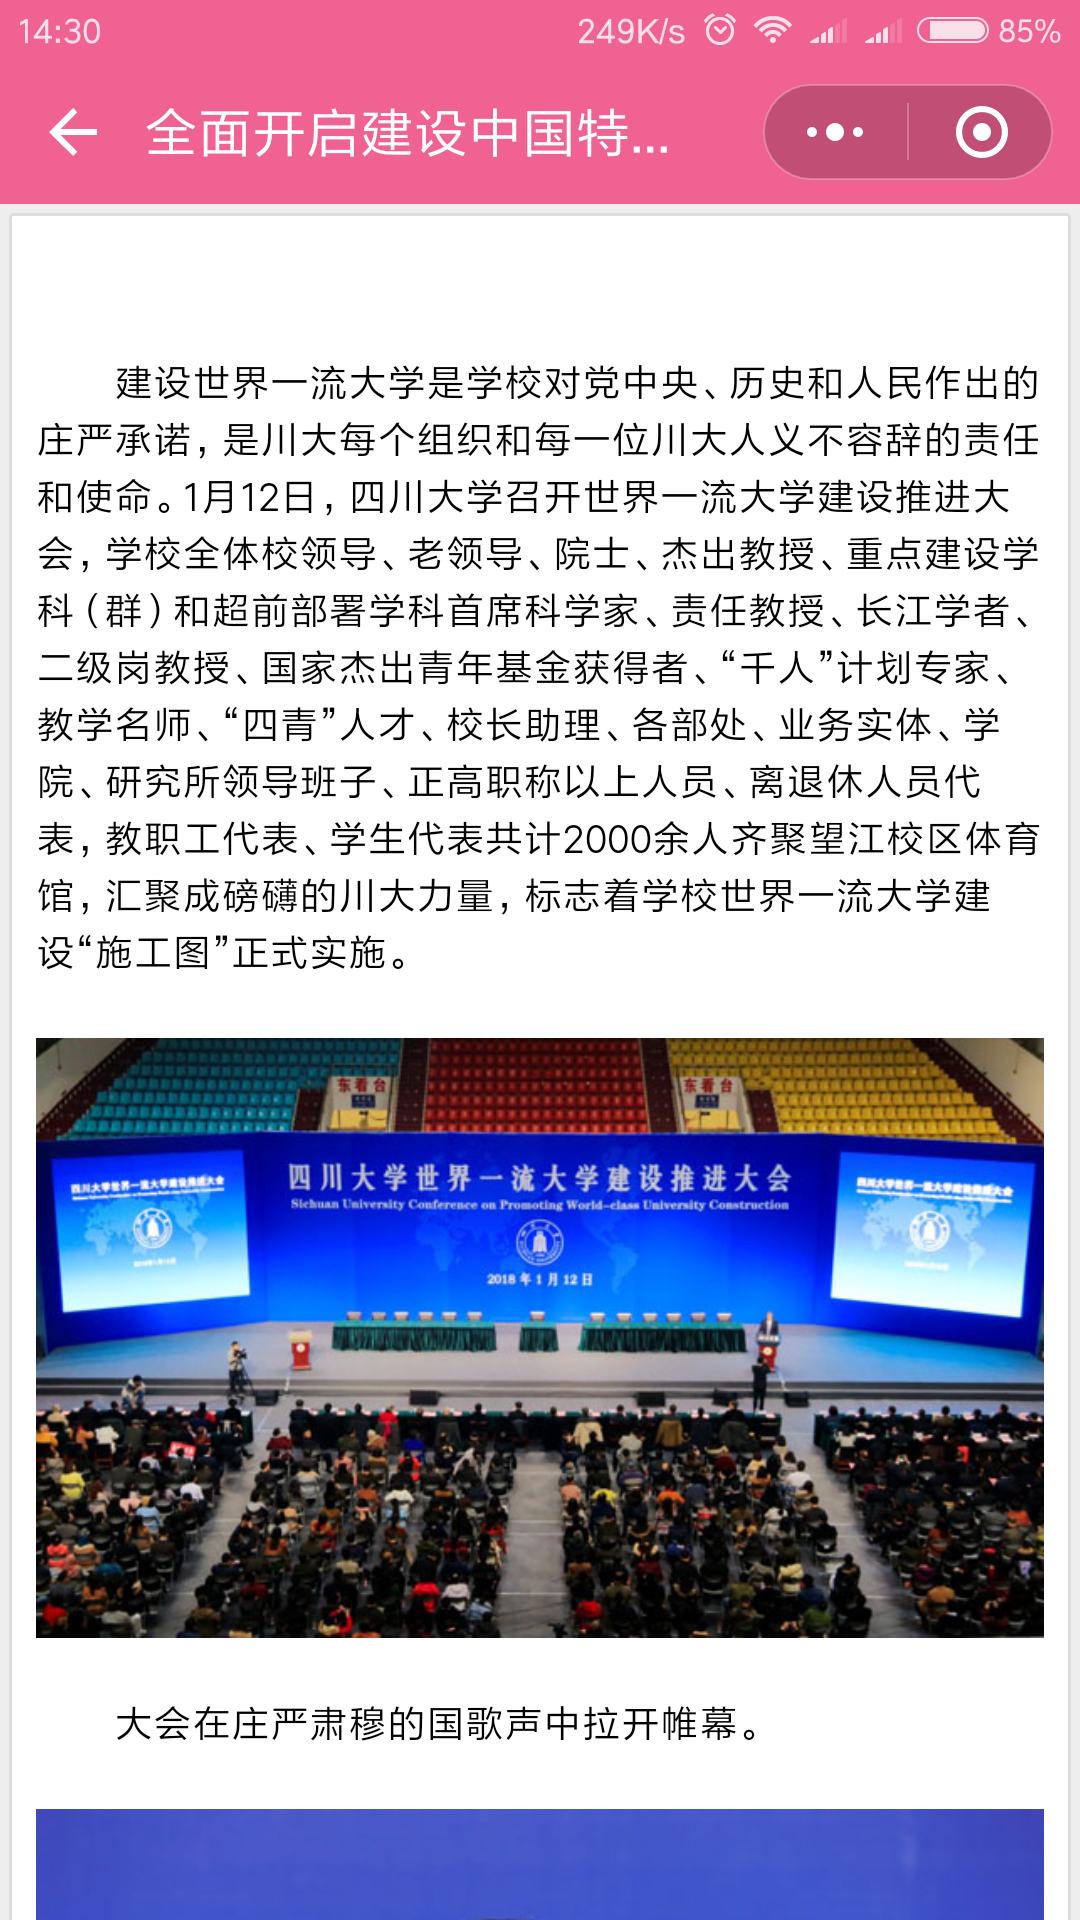 14:30
249K/s
85%
全面开启建设中国特...
建设世界一流大学是学校对党中央、历史和人民作出的
庄严承诺，是川大每个组织和每一位川大人义不容辞的责任
和使命。1月12日，四川大学召开世界一流大学建设推进大
会，学校全体校领导、老领导、院士、杰出教授、重点建设学
科（群）和超前部署学科首席科学家、责任教授、长江学者、
二级岗教授、国家杰出青年基金获得者、“千人”计划专家、
教学名师、“四青”人才、校长助理、各部处、业务实体、学
院、研究所领导班子、正高职称以上人员、离退休人员代
表，教职工代表、学生代表共计2000余人齐聚望江校区体育
馆，汇聚成磅礴的川大力量，标志着学校世界一流大学建
设“施工图”正式实施。
东看台
东看台
四川大学世界一流大学建设推进大会
Sichuan University Conference on Promoting World-class University Construction
2018年1月12日
四川大学世界一流大学建设推进大会
四川大学世界一流大学建设推进大会
大会在庄严肃穆的国歌声中拉开帷幕。